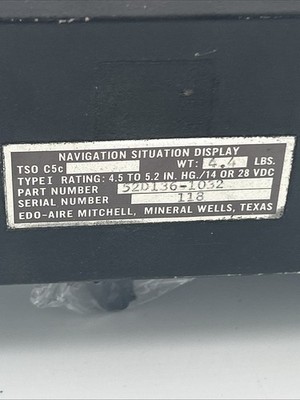 NAVIGATION SITUATION DISPLAY
TSO C5c WT: 4.4 LBS.
TYPE I RATING: 4.5 TO 5.2 IN. HG./14 OR 28 VDC
PART NUMBER 52D136-1032
SERIAL NUMBER 118
EDO-AIRE MITCHELL, MINERAL WELLS, TEXAS